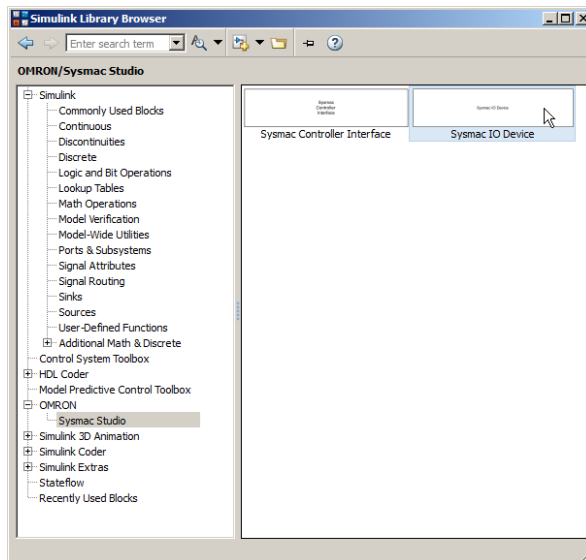 Simulink Library Browser
Enter search term
OMRON/Sysmac Studio
Simulink
Commonly Used Blocks
Continuous
Discontinuities
Discrete
Logic and Bit Operations
Lookup Tables
Math Operations
Model Verification
Model-Wide Utilities
Ports & Subsystems
Signal Attributes
Signal Routing
Sinks
Sources
User-Defined Functions
Additional Math & Discrete
Control System Toolbox
HDL Coder
Model Predictive Control Toolbox
OMRON
Sysmac Studio
Simulink 3D Animation
Simulink Coder
Simulink Extras
Stateflow
Recently Used Blocks
Sysmac
Controller
Interface
Sysmac Controller Interface
Sysmac IO Device
Sysmac IO Device